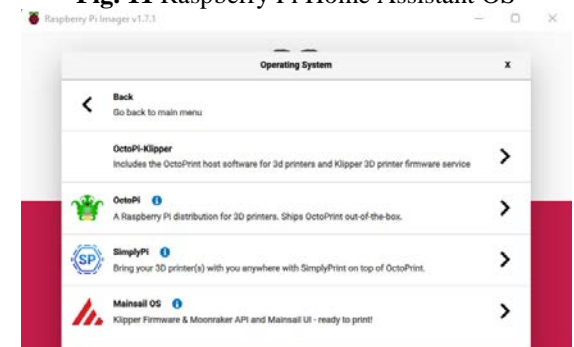 Fig. 11 Raspberry Pi Home Assistant OS
Raspberry Pi Imager v1.7.1
Operating System
X
Back
Go back to main menu
OctoPi-Klipper
Includes the OctoPrint host software for 3d printers and Klipper 3D printer firmware service
OctoPi
A Raspberry Pi distribution for 3D printers. Ships OctoPrint out-of-the-box.
SP
SimplyPi
Bring your 3D printer(s) with you anywhere with SimplyPrint on top of OctoPrint.
Mainsail OS
Klipper Firmware & Moonraker API and Mainsail UI - ready to print!